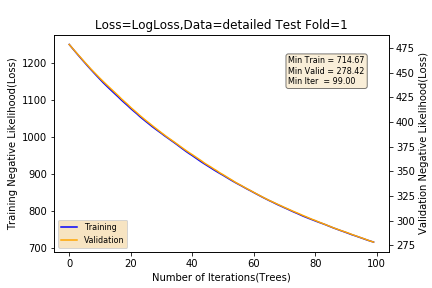 Loss=LogLoss,Data=detailed Test Fold=1
Training Negative Likelihood(Loss)
1200
1100
1000
900
800
700
Min Train = 714.67
Min Valid = 278.42
Min Iter  = 99.00
Training
Validation
475
450
425
400
375
350
325
300
275
Validation Negative Likelihood(Loss)
0 20 40 60 80 100
Number of Iterations(Trees)